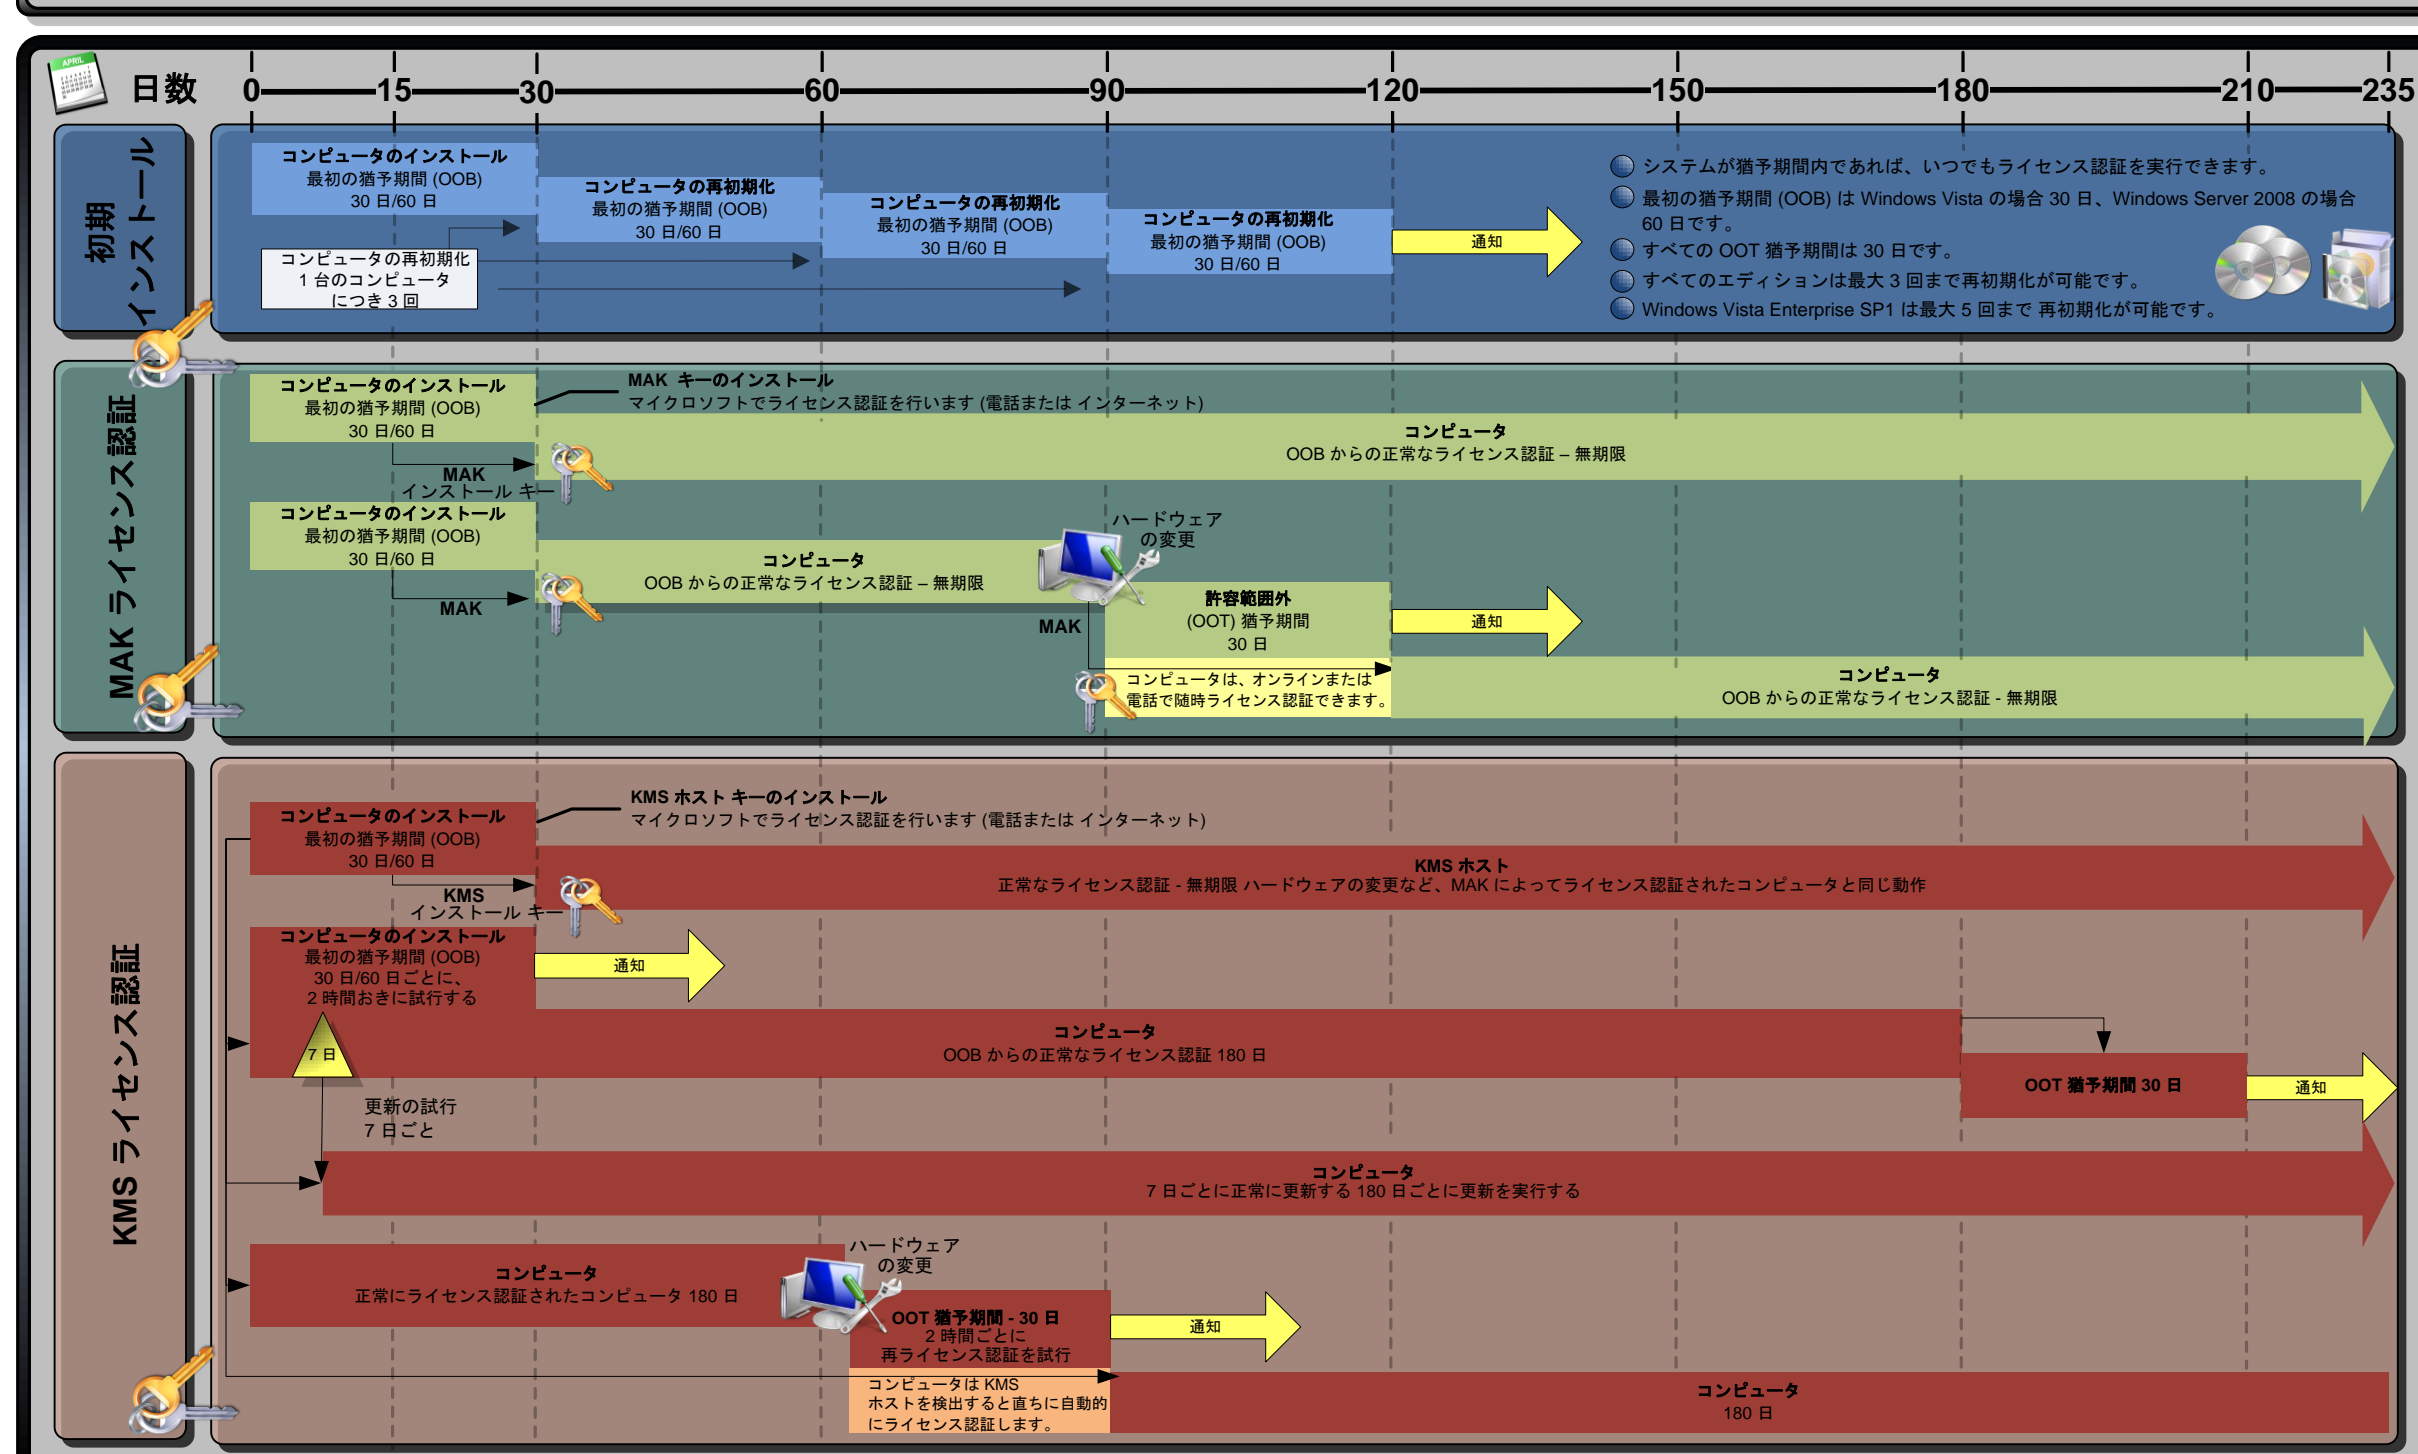 APRIL
日数
0 15 30 60 90 120 150 180 210 235
初期
インストール
コンピュータのインストール
最初の猶予期間 (OOB)
30 日/60 日
コンピュータの再初期化
最初の猶予期間 (OOB)
30 日/60 日
コンピュータの再初期化
最初の猶予期間 (OOB)
30 日/60 日
コンピュータの再初期化
最初の猶予期間 (OOB)
30 日/60 日
通知
コンピュータの再初期化
1 台のコンピュータ
につき 3 回
システムが猶予期間内であれば、いつでもライセンス認証を実行できます。
最初の猶予期間 (OOB) は Windows Vista の場合 30 日、Windows Server 2008 の場合
60 日です。
すべての OOT 猶予期間は 30 日です。
すべてのエディションは最大 3 回まで再初期化が可能です。
Windows Vista Enterprise SP1 は最大 5 回まで 再初期化が可能です。
MAK ライセンス認証
コンピュータのインストール
最初の猶予期間 (OOB)
30 日/60 日
MAK キーのインストール
マイクロソフトでライセンス認証を行います (電話または インターネット)
コンピュータ
OOB からの正常なライセンス認証 – 無期限
MAK
インストール キー
コンピュータのインストール
最初の猶予期間 (OOB)
30 日/60 日
MAK
コンピュータ
OOB からの正常なライセンス認証 – 無期限
ハードウェア
の変更
MAK
許容範囲外
(OOT) 猶予期間
30 日
通知
コンピュータは、オンラインまたは
電話で随時ライセンス認証できます。
コンピュータ
OOB からの正常なライセンス認証 - 無期限
KMS ライセンス認証
コンピュータのインストール
最初の猶予期間 (OOB)
30 日/60 日
KMS ホスト キーのインストール
マイクロソフトでライセンス認証を行います (電話または インターネット)
KMS ホスト
正常なライセンス認証 - 無期限 ハードウェアの変更など、MAK によってライセンス認証されたコンピュータと同じ動作
KMS
インストール キー
コンピュータのインストール
最初の猶予期間 (OOB)
30 日/60 日ごとに、
2 時間おきに試行する
通知
7 日
コンピュータ
OOB からの正常なライセンス認証 180 日
OOT 猶予期間 30 日
通知
更新の試行
7 日ごと
コンピュータ
7 日ごとに正常に更新する 180 日ごとに更新を実行する
コンピュータ
正常にライセンス認証されたコンピュータ 180 日
ハードウェア
の変更
OOT 猶予期間 - 30 日
2 時間ごとに
再ライセンス認証を試行
通知
コンピュータは KMS
ホストを検出すると直ちに自動的
にライセンス認証します。
コンピュータ
180 日